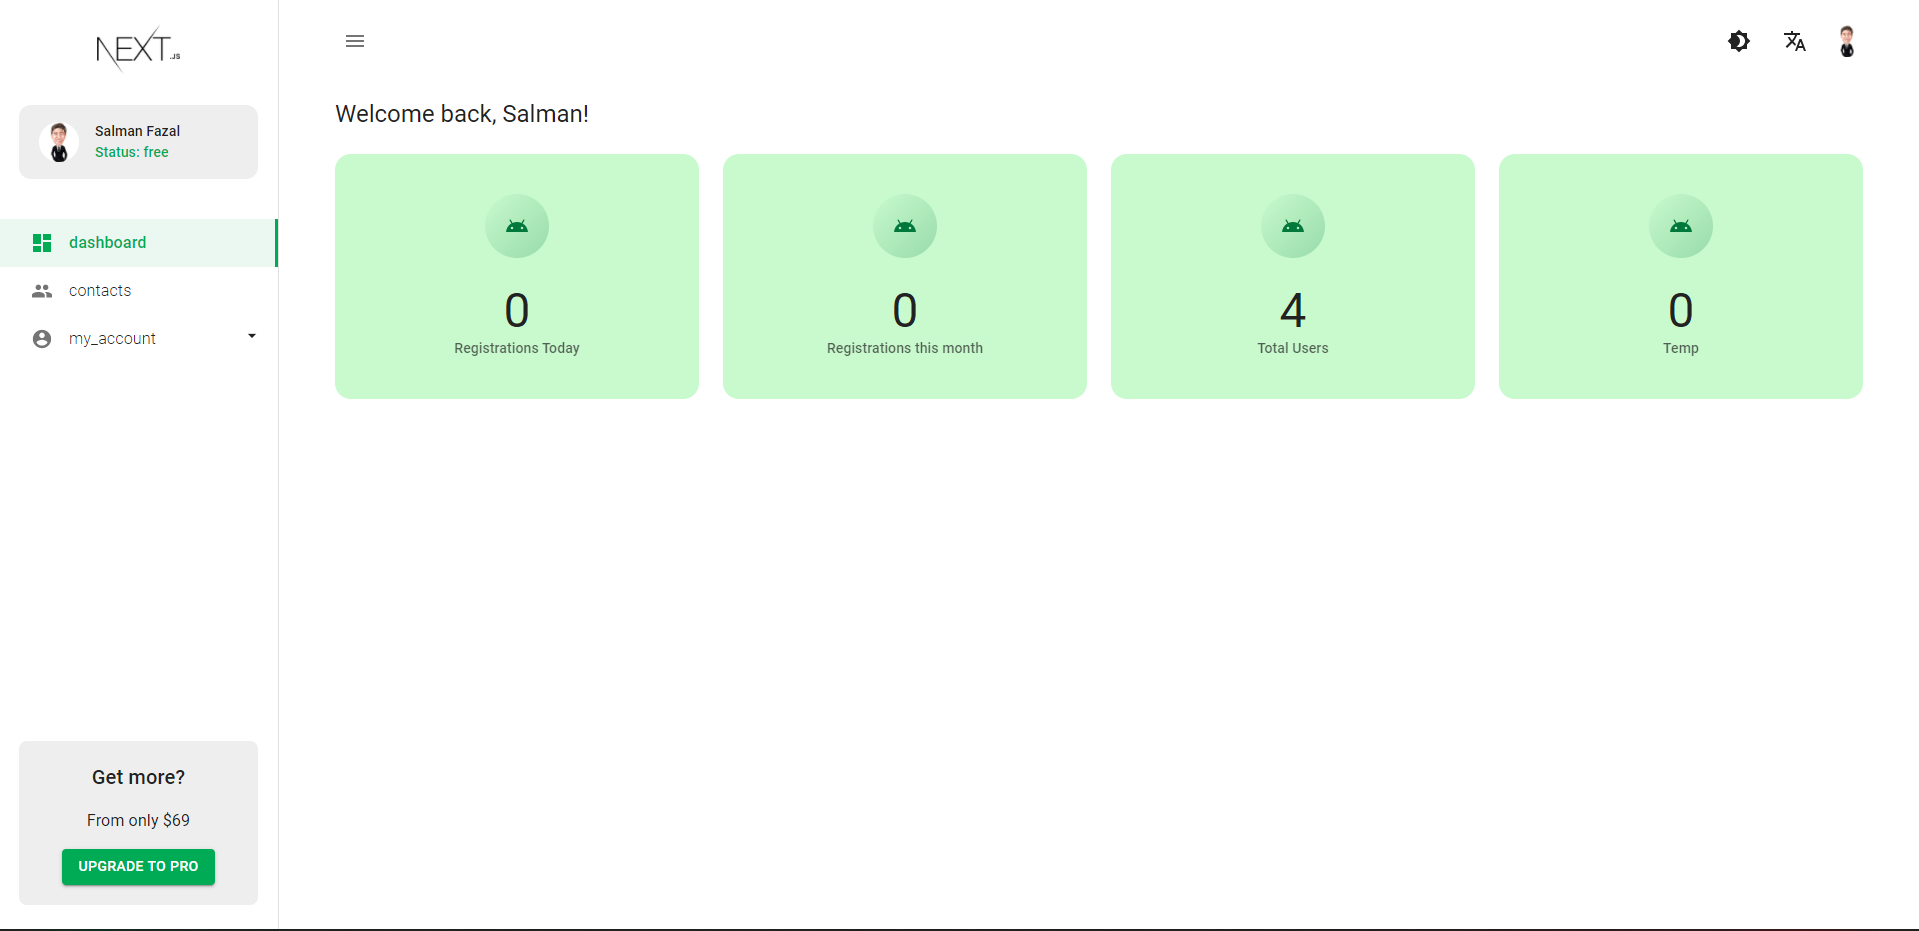 NEXT.JS
Salman Fazal
Status: free
dashboard
contacts
my_account
Get more?
From only $69
UPGRADE TO PRO
Welcome back, Salman!
0
Registrations Today
0
Registrations this month
4
Total Users
0
Temp